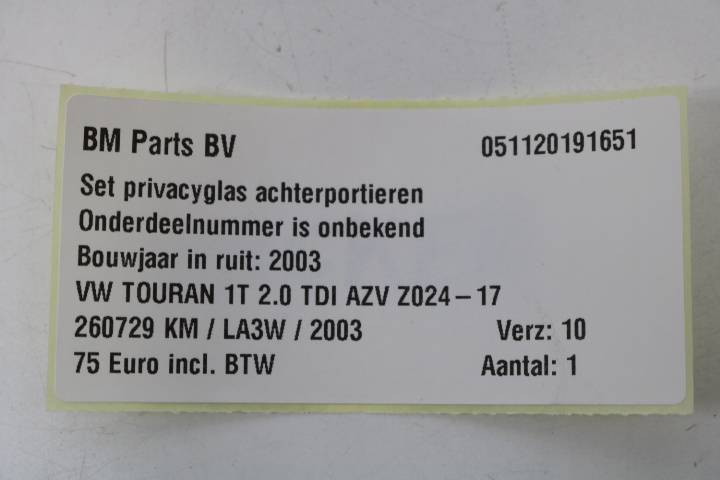 BM Parts BV 051120191651
Set privacyglas achterportieren
Onderdeelnummer is onbekend
Bouwjaar in ruit: 2003
VW TOURAN 1T 2.0 TDI AZV Z024-17
260729 KM / LA3W / 2003 Verz: 10
75 Euro incl. BTW Aantal: 1